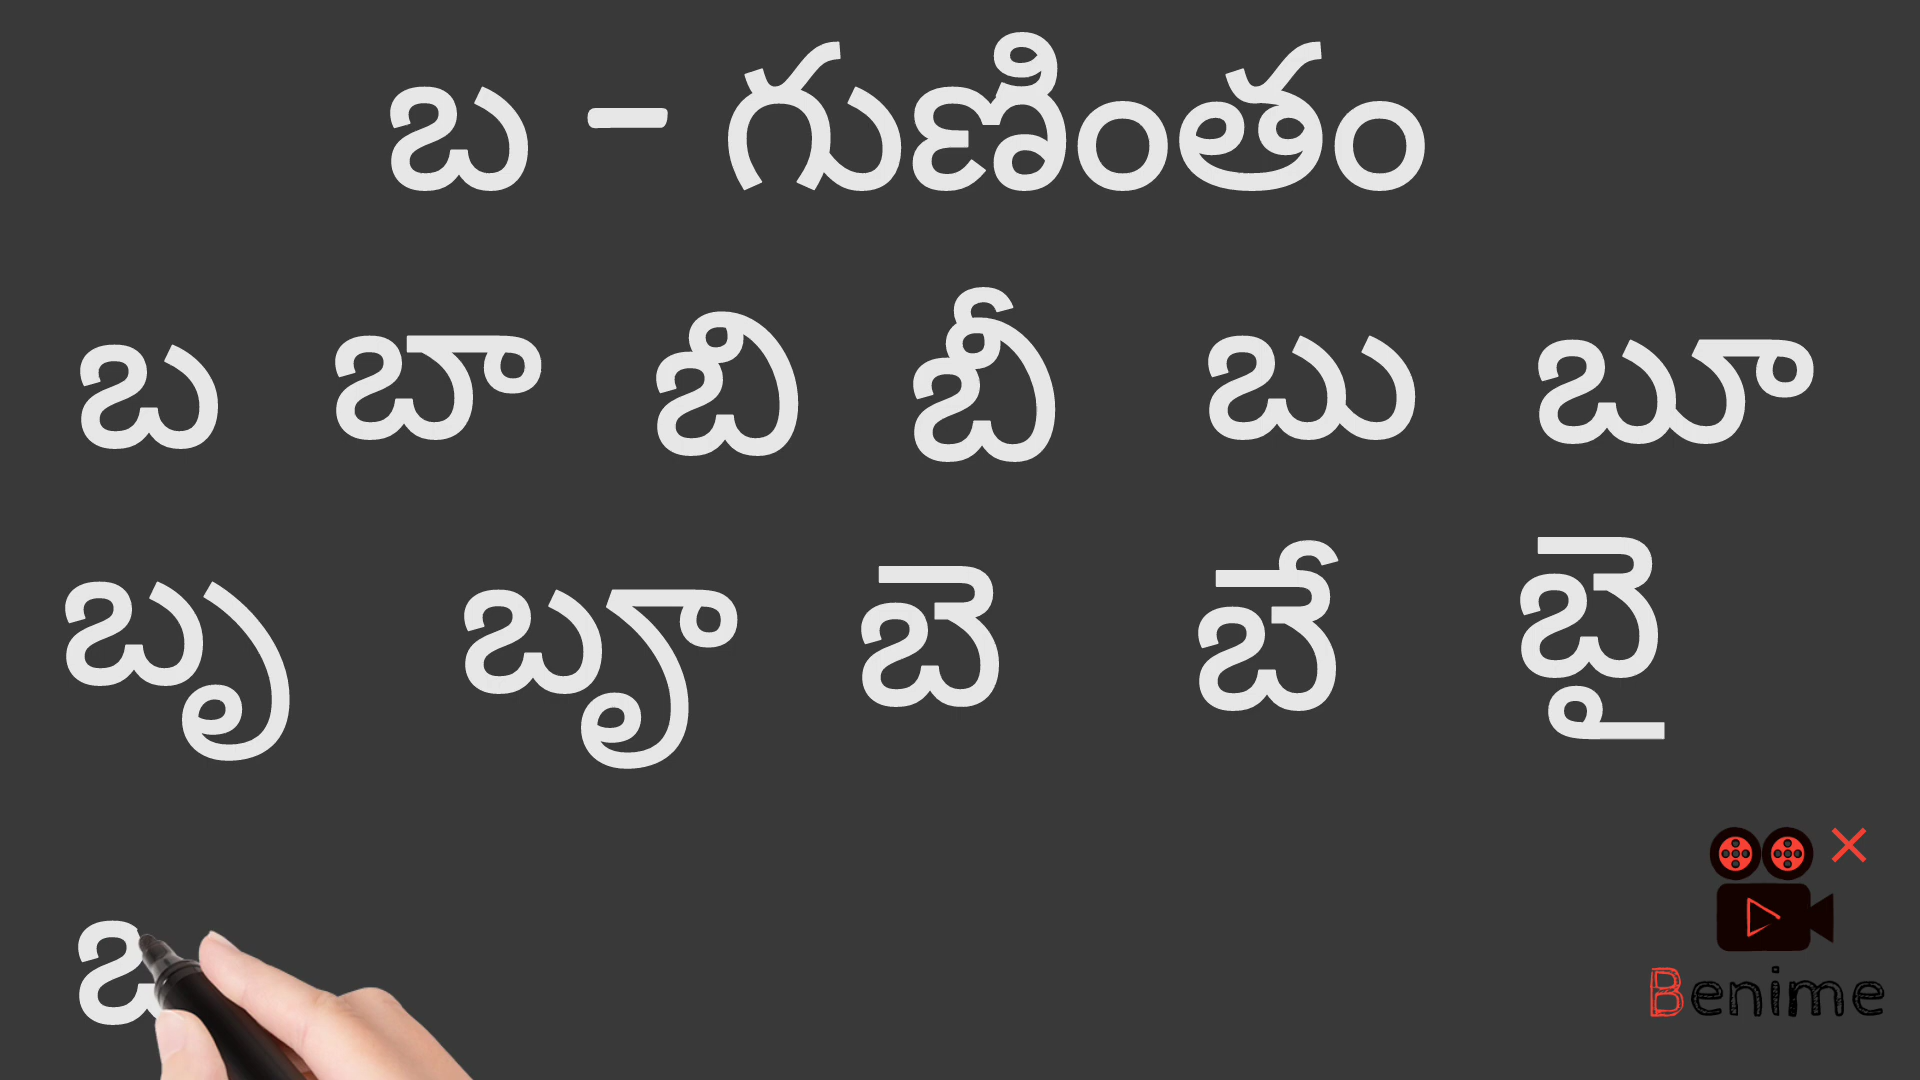 బ - గుణింతం
బ బా బి బీ బు బూ
బృ బౄ బె బే బై
Benime